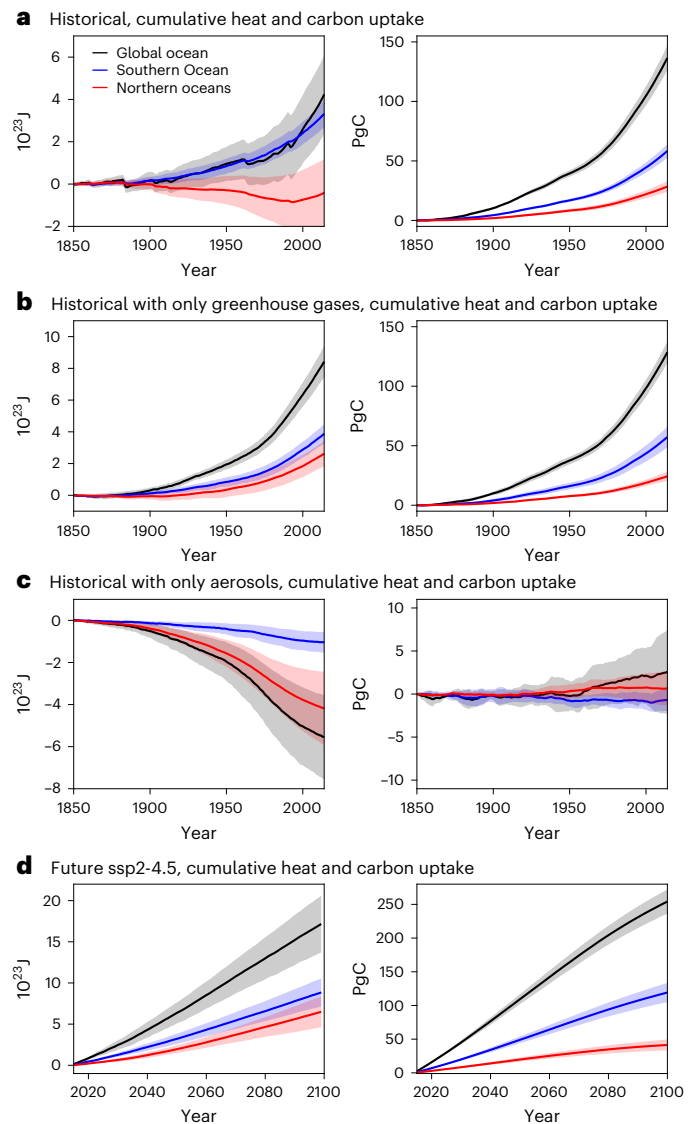 a Historical, cumulative heat and carbon uptake
10²³J
6
4
2
0
−2
Global ocean
Southern Ocean
Northern oceans
1850 1900 1950 2000
Year
PgC
150
100
50
0
1850 1900 1950 2000
Year
b Historical with only greenhouse gases, cumulative heat and carbon uptake
10²³J
10
8
6
4
2
0
1850 1900 1950 2000
Year
PgC
150
100
50
0
1850 1900 1950 2000
Year
c Historical with only aerosols, cumulative heat and carbon uptake
10²³J
0
−2
−4
−6
−8
1850 1900 1950 2000
Year
PgC
10
5
0
−5
−10
1850 1900 1950 2000
Year
d Future ssp2-4.5, cumulative heat and carbon uptake
10²³J
20
15
10
5
0
2020 2040 2060 2080 2100
Year
PgC
250
200
150
100
50
0
2020 2040 2060 2080 2100
Year